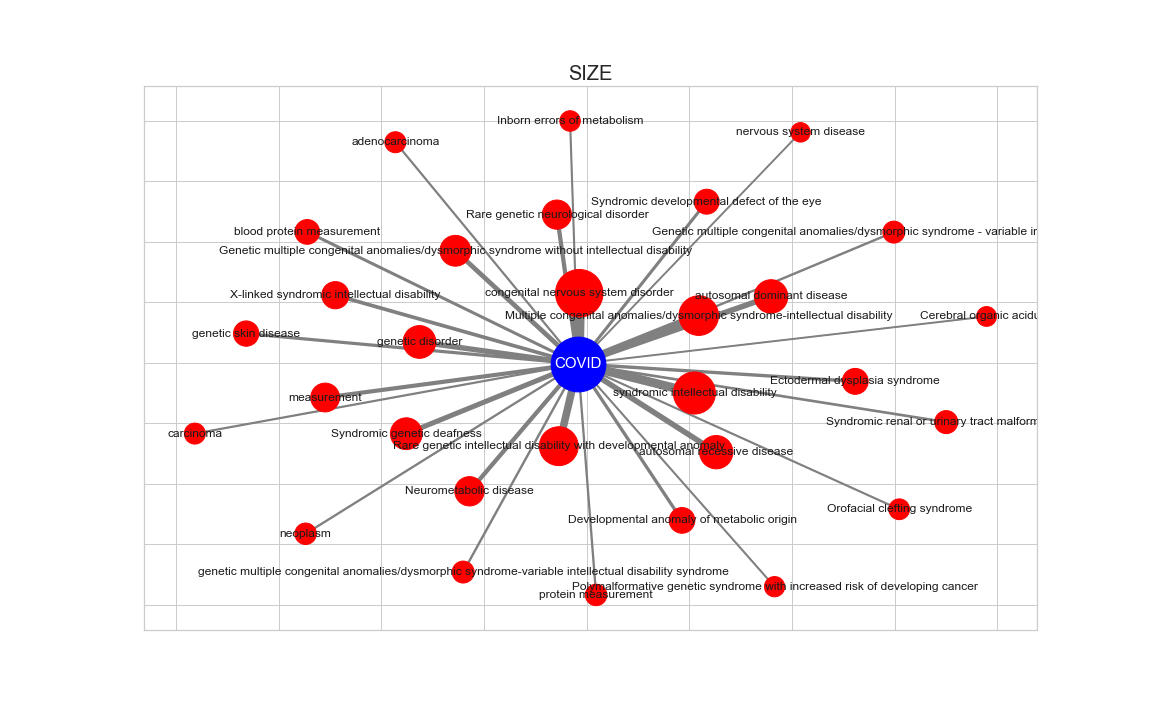 SIZE
Inborn errors of metabolism
nervous system disease
adenocarcinoma
Syndromic developmental defect of the eye
Rare genetic neurological disorder
blood protein measurement
Genetic multiple congenital anomalies/dysmorphic syndrome - variable in
Genetic multiple congenital anomalies/dysmorphic syndrome without intellectual disability
congenital nervous system disorder
X-linked syndromic intellectual disability
autosomal dominant disease
Multiple congenital anomalies/dysmorphic syndrome-intellectual disability
Cerebral organic acidu
genetic skin disease
genetic disorder
COVID
Ectodermal dysplasia syndrome
syndromic intellectual disability
measurement
Syndromic renal or urinary tract malform
carcinoma
Syndromic genetic deafness
Rare genetic intellectual disability with developmental anomaly
autosomal recessive disease
Neurometabolic disease
Orofacial clefting syndrome
Developmental anomaly of metabolic origin
neoplasm
genetic multiple congenital anomalies/dysmorphic syndrome-variable intellectual disability syndrome
Polymalformative genetic syndrome with increased risk of developing cancer
protein measurement